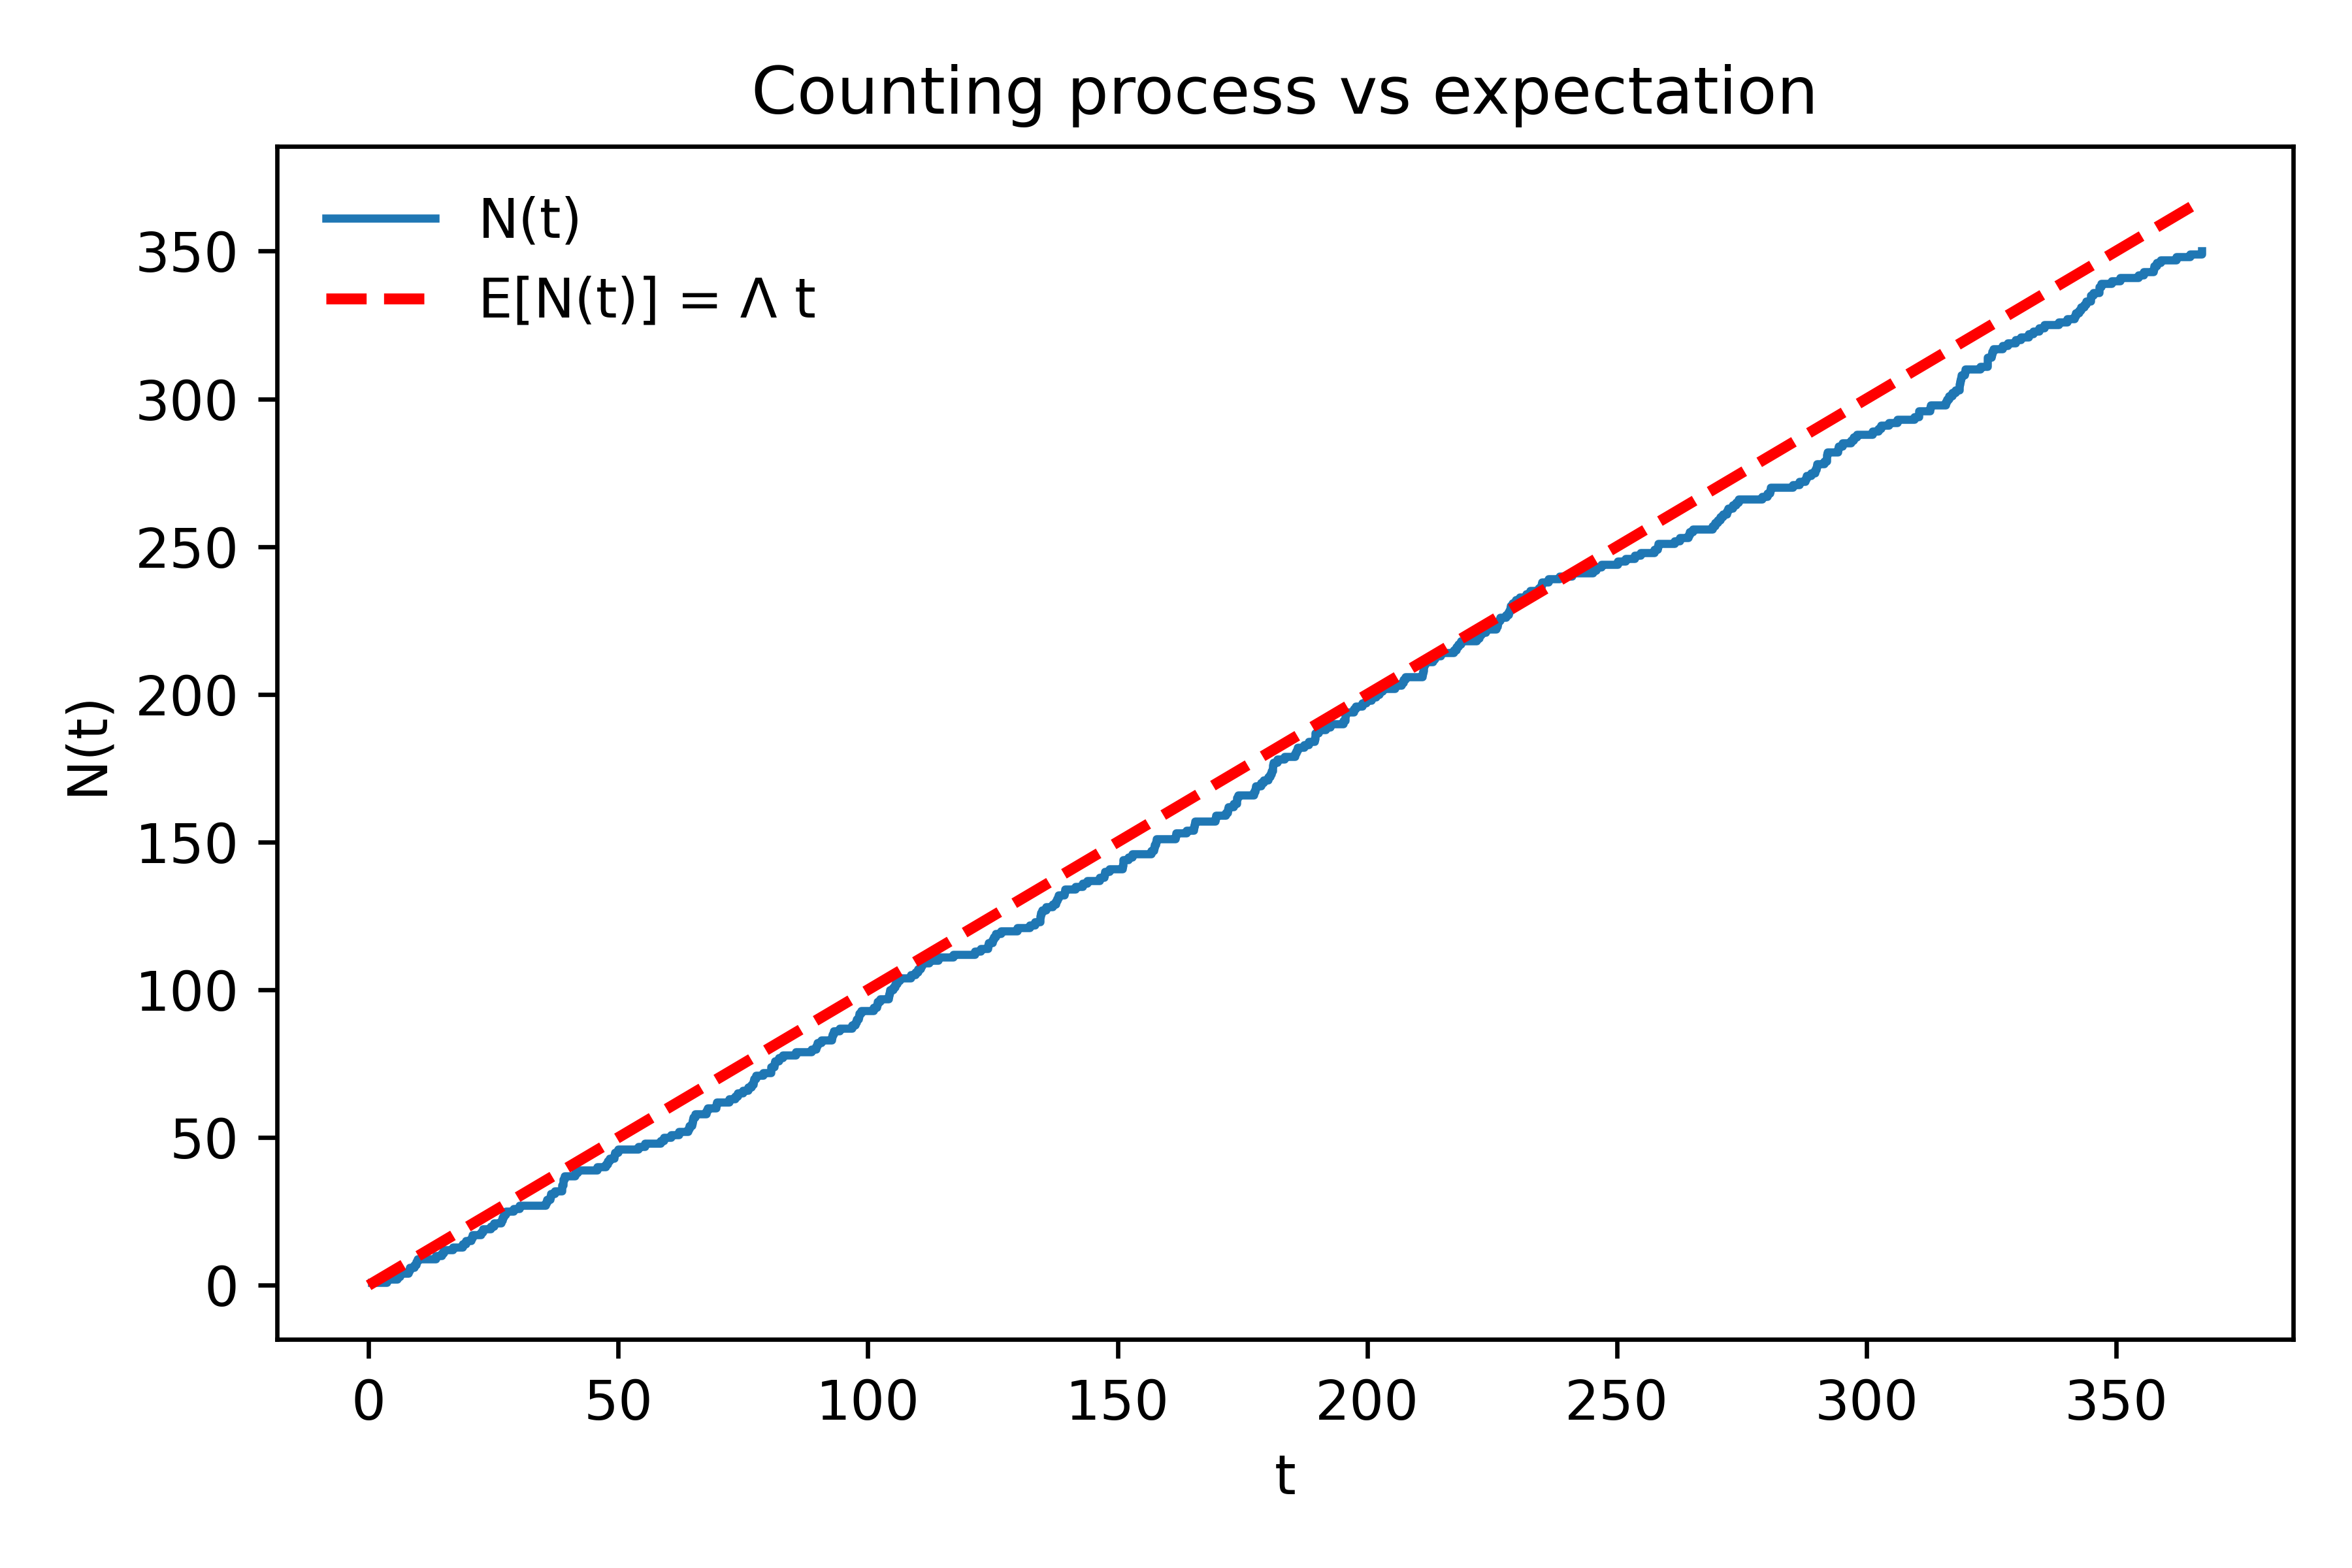 Counting process vs expectation
N(t)
E[N(t)] = Λ t
350
300
250
200
150
100
50
0
N(t)
0 50 100 150 200 250 300 350
t